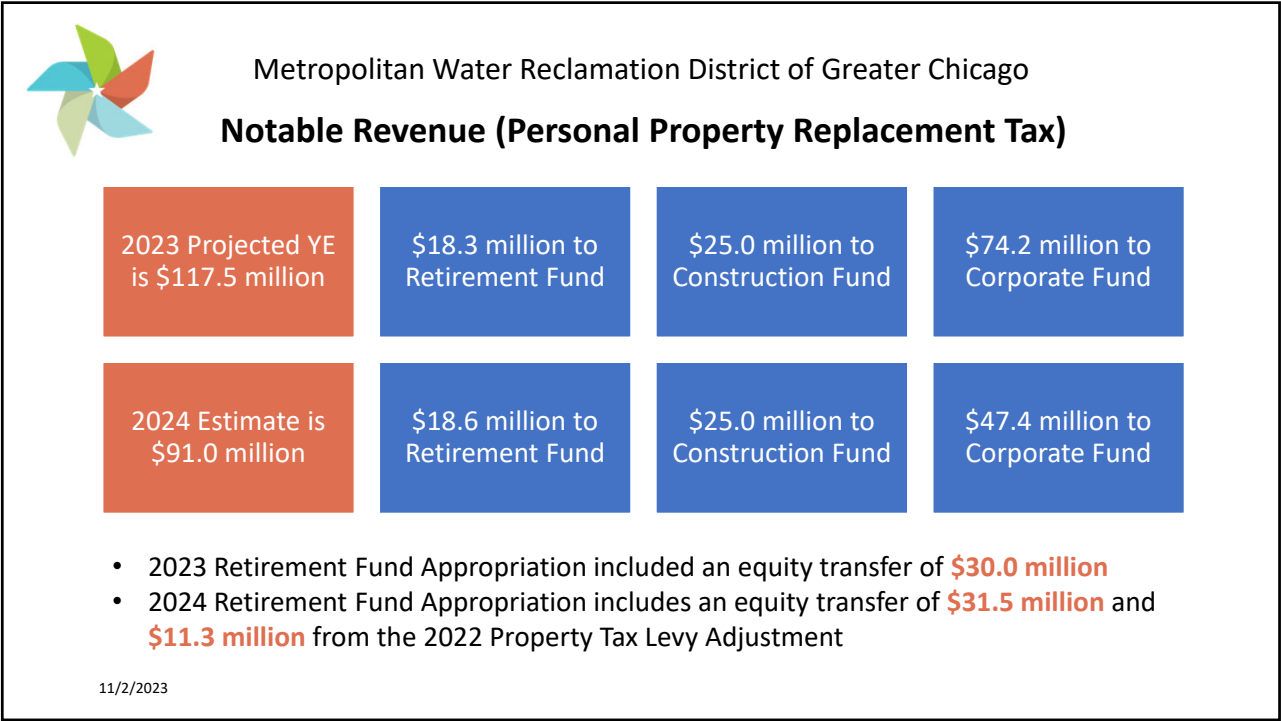 Metropolitan Water Reclamation District of Greater Chicago
Notable Revenue (Personal Property Replacement Tax)
2023 Projected YE
is $117.5 million
$18.3 million to
Retirement Fund
$25.0 million to
Construction Fund
$74.2 million to
Corporate Fund
2024 Estimate is
$91.0 million
$18.6 million to
Retirement Fund
$25.0 million to
Construction Fund
$47.4 million to
Corporate Fund
• 2023 Retirement Fund Appropriation included an equity transfer of $30.0 million
• 2024 Retirement Fund Appropriation includes an equity transfer of $31.5 million and
$11.3 million from the 2022 Property Tax Levy Adjustment
11/2/2023